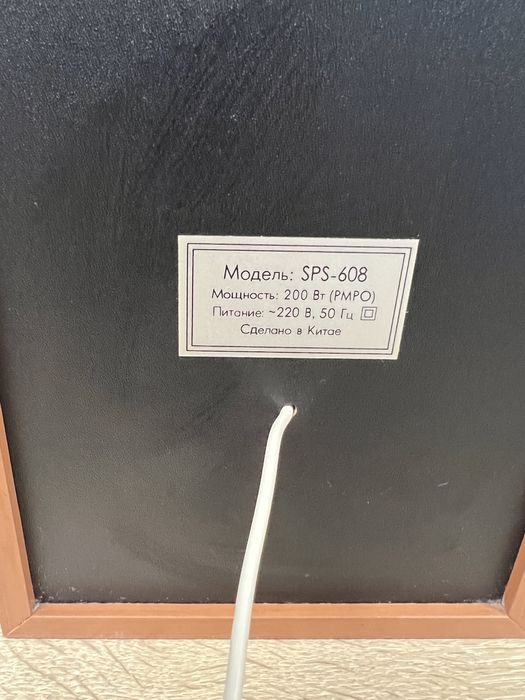 Модель: SPS-608
Мощность: 200 Вт (PMPO)
Питание: ~220 В, 50 Гц
Сделано в Китае